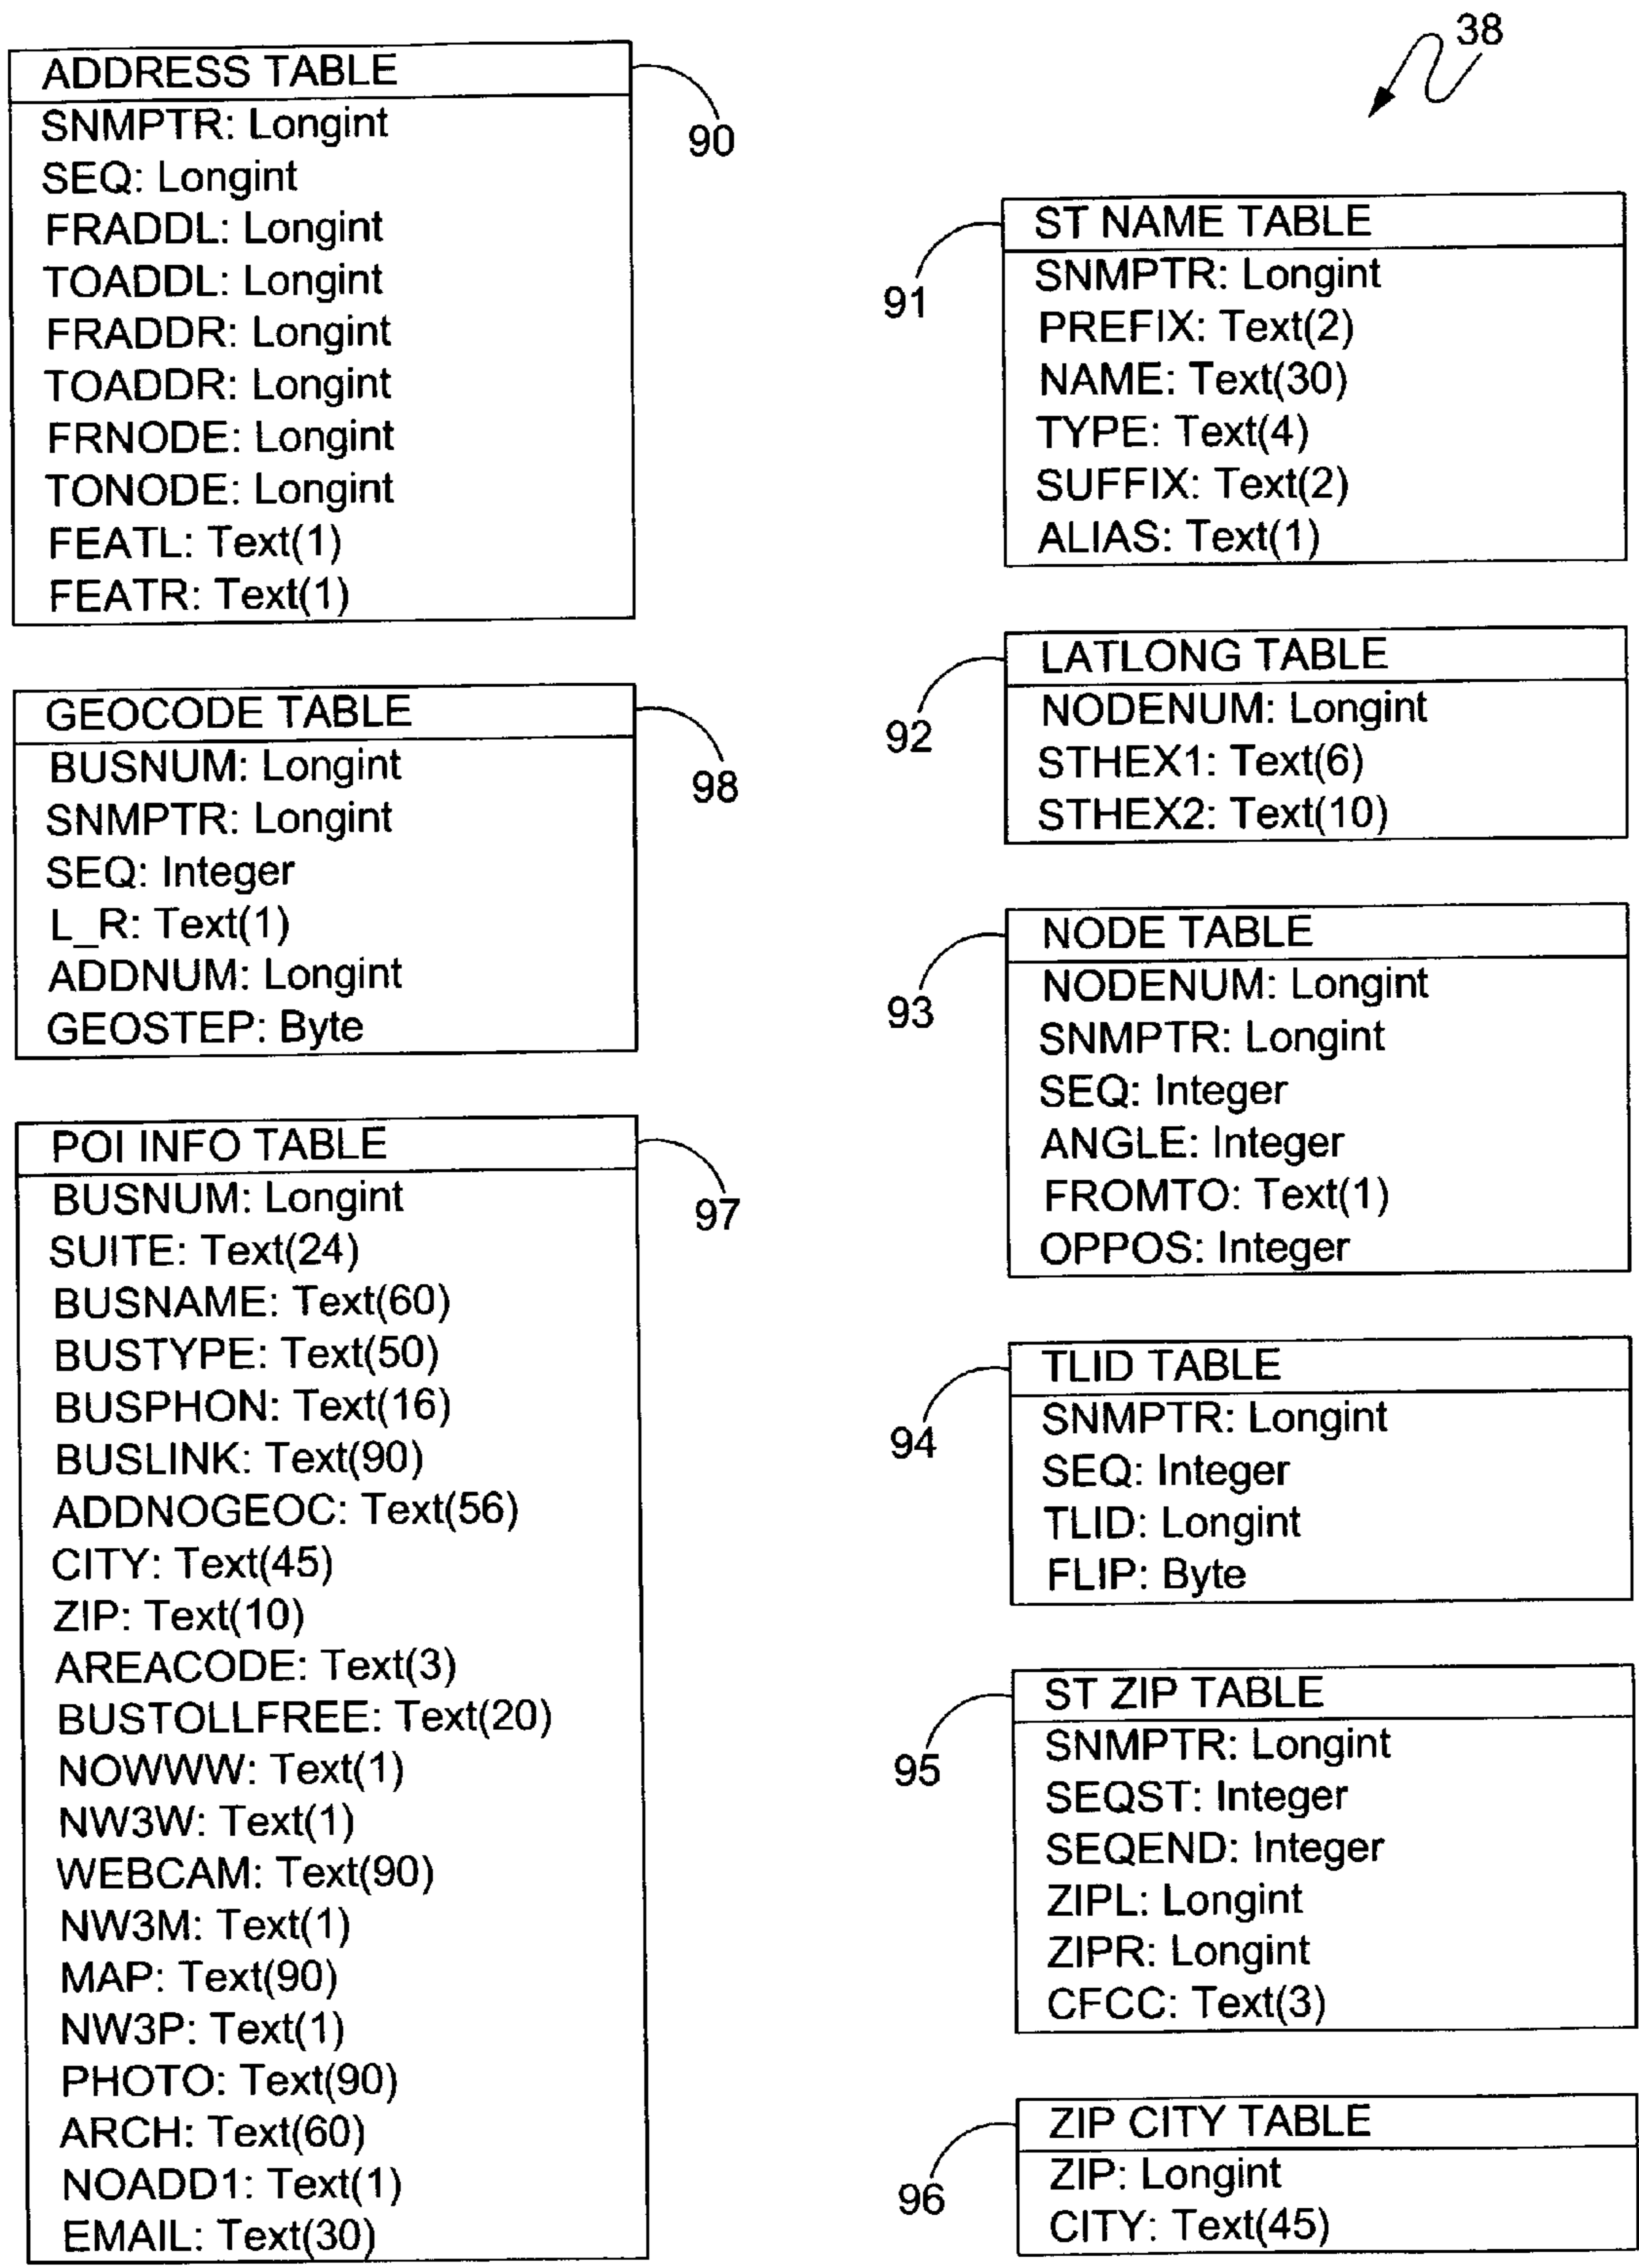 38
ADDRESS TABLE
SNMPTR: Longint
SEQ: Longint
FRADDL: Longint
TOADDL: Longint
FRADDR: Longint
TOADDR: Longint
FRNODE: Longint
TONODE: Longint
FEATL: Text(1)
FEATR: Text(1)
90
GEOCODE TABLE
BUSNUM: Longint
SNMPTR: Longint
SEQ: Integer
L_R: Text(1)
ADDNUM: Longint
GEOSTEP: Byte
98
POI INFO TABLE
BUSNUM: Longint
SUITE: Text(24)
BUSNAME: Text(60)
BUSTYPE: Text(50)
BUSPHON: Text(16)
BUSLINK: Text(90)
ADDNOGEOC: Text(56)
CITY: Text(45)
ZIP: Text(10)
AREACODE: Text(3)
BUSTOLLFREE: Text(20)
NOWWW: Text(1)
NW3W: Text(1)
WEBCAM: Text(90)
NW3M: Text(1)
MAP: Text(90)
NW3P: Text(1)
PHOTO: Text(90)
ARCH: Text(60)
NOADD1: Text(1)
EMAIL: Text(30)
97
ST NAME TABLE
SNMPTR: Longint
PREFIX: Text(2)
NAME: Text(30)
TYPE: Text(4)
SUFFIX: Text(2)
ALIAS: Text(1)
91
LATLONG TABLE
NODENUM: Longint
STHEX1: Text(6)
STHEX2: Text(10)
92
NODE TABLE
NODENUM: Longint
SNMPTR: Longint
SEQ: Integer
ANGLE: Integer
FROMTO: Text(1)
OPPOS: Integer
93
TLID TABLE
SNMPTR: Longint
SEQ: Integer
TLID: Longint
FLIP: Byte
94
ST ZIP TABLE
SNMPTR: Longint
SEQST: Integer
SEQEND: Integer
ZIPL: Longint
ZIPR: Longint
CFCC: Text(3)
95
ZIP CITY TABLE
ZIP: Longint
CITY: Text(45)
96